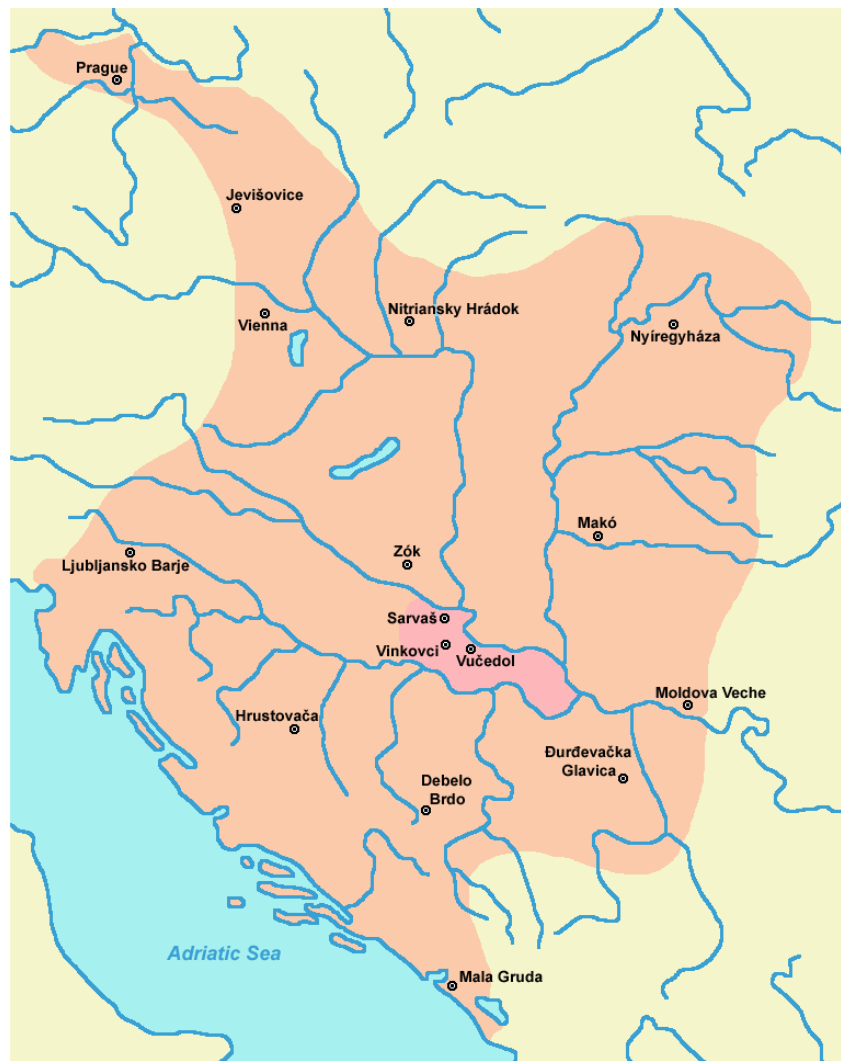 Prague
Jevišovice
Vienna
Nitriansky Hrádok
Nyíregyháza
Makó
Zók
Ljubljansko Barje
Sarvaš
Vinkovci
Vučedol
Moldova Veche
Hrustovača
Đurđevačka
Glavica
Debelo
Brdo
Adriatic Sea
Mala Gruda